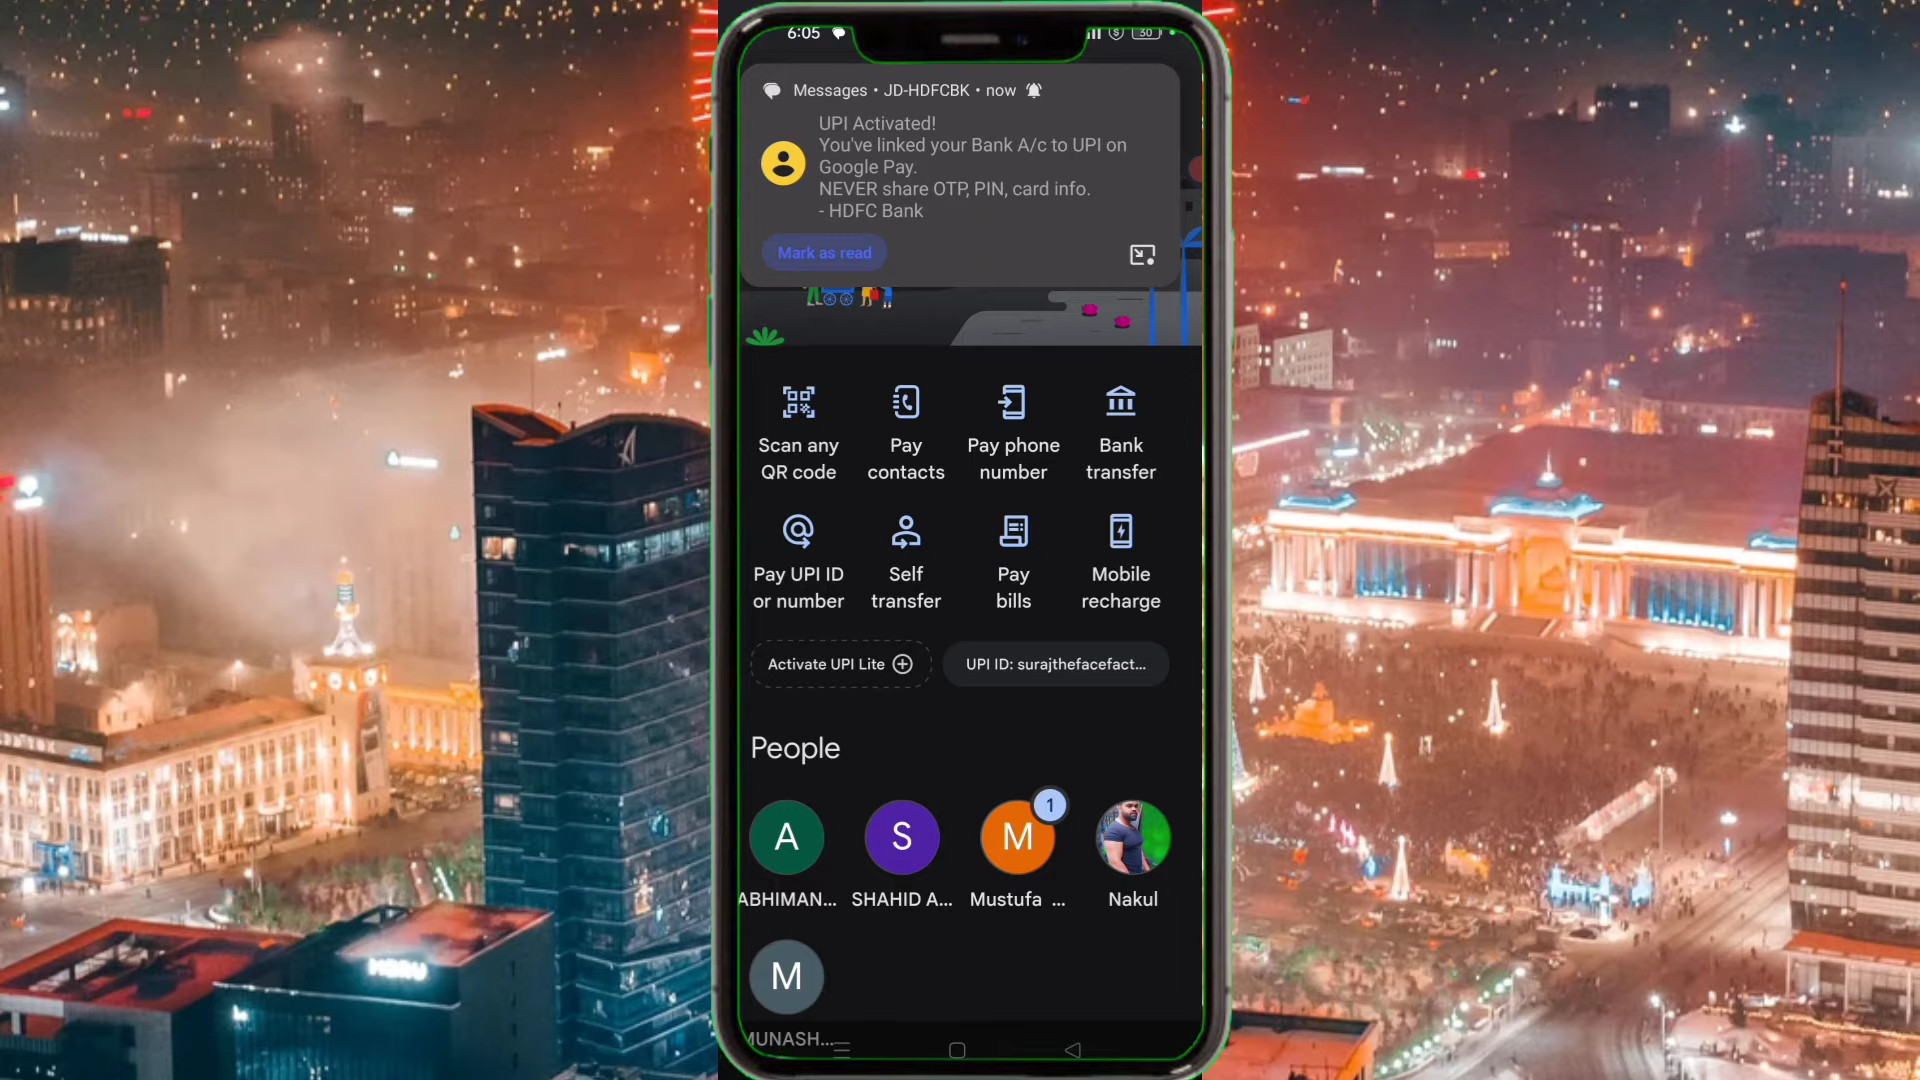 6:05
30
Messages • JD-HDFCBK • now
UPI Activated!
You've linked your Bank A/c to UPI on
Google Pay.
NEVER share OTP, PIN, card info.
- HDFC Bank
Mark as read
Scan any
QR code
Pay
contacts
Pay phone
number
Bank
transfer
Pay UPI ID
or number
Self
transfer
Pay
bills
Mobile
recharge
Activate UPI Lite
UPI ID: surajthefacefact...
People
A
S
M
1
ABHIMAN...
SHAHID A...
Mustufa ...
Nakul
M
MUNASH...